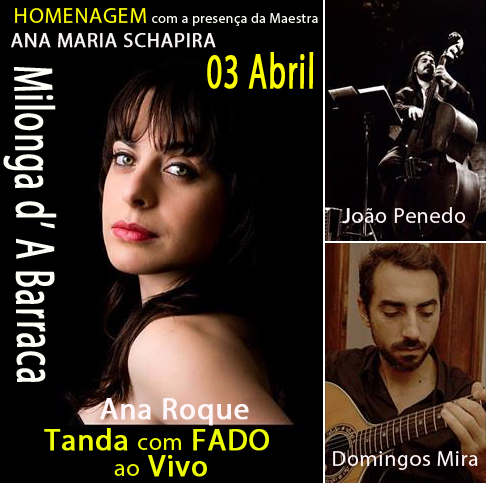 HOMENAGEM com a presença da Maestra
ANA MARIA SCHAPIRA
03 Abril
Milonga d' A Barraca
Ana Roque
Tanda com FADO
ao Vivo
João Penedo
Domingos Mira